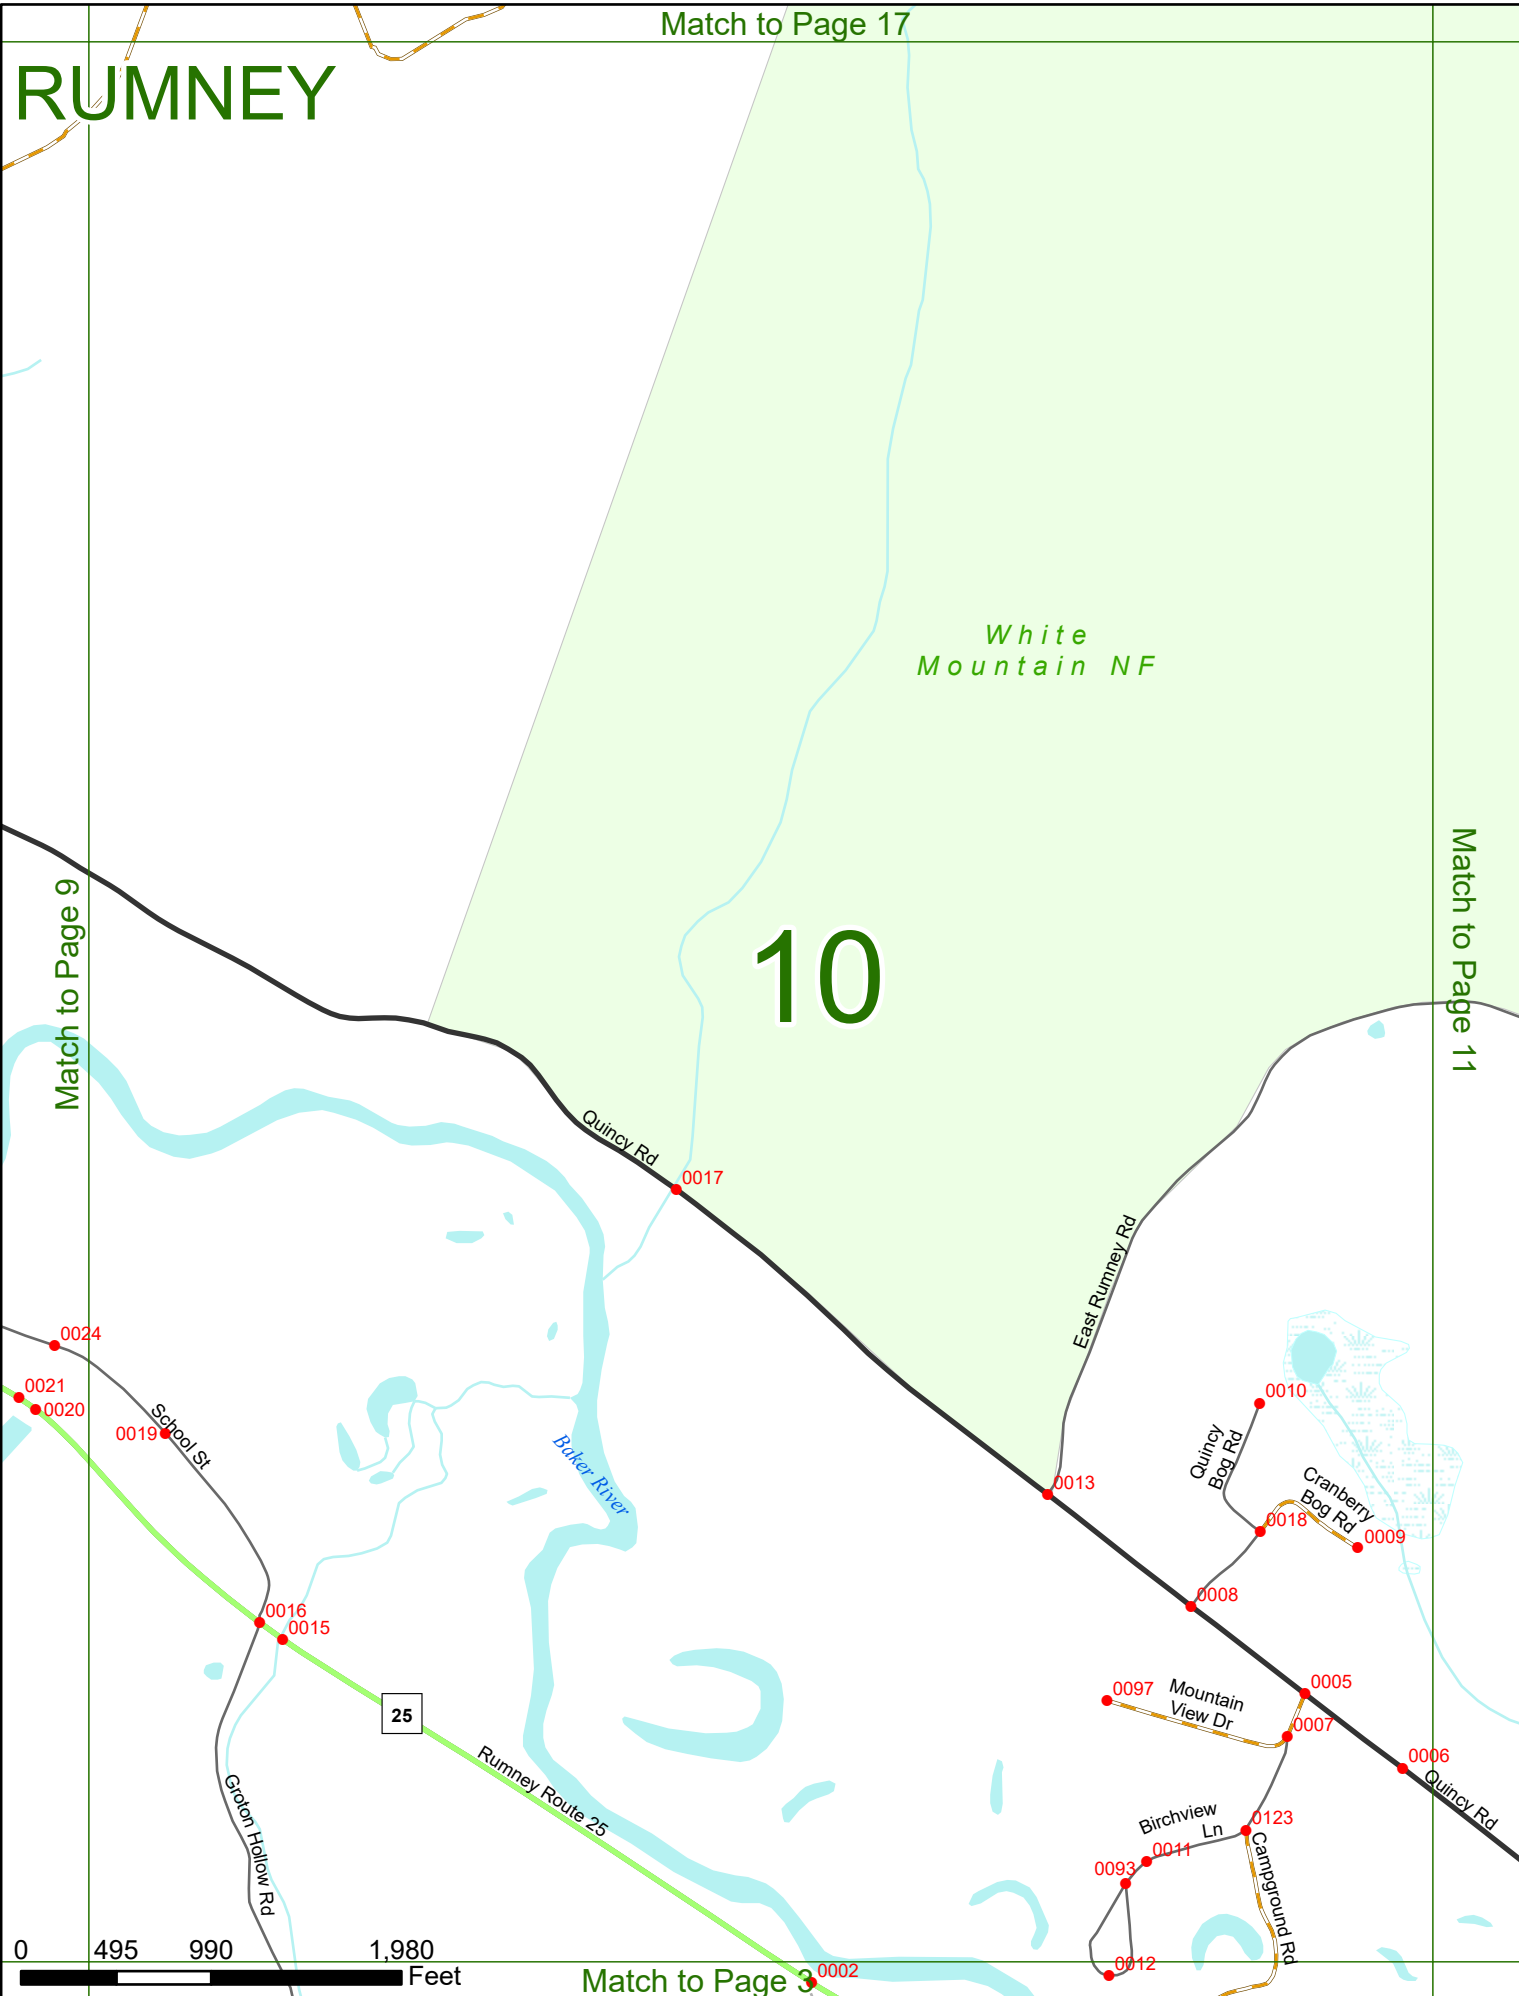 Match to Page 17
RUMNEY
White
Mountain NF
Match to Page 9
10
Match to Page 11
Quincy Rd
0017
East Rumney Rd
0024
0021
0020
School St
0019
Baker River
0010
Quincy
Bog Rd
Cranberry
Bog Rd
0013
0018
0009
0016
0015
0008
25
0097
Mountain
View Dr
0005
0007
0006
Quincy Rd
Rumney Route 25
Groton Hollow Rd
Birchview
Ln
0123
0011
0093
Campground Rd
0012
0 495 990 1,980
Feet
Match to Page 3
0002